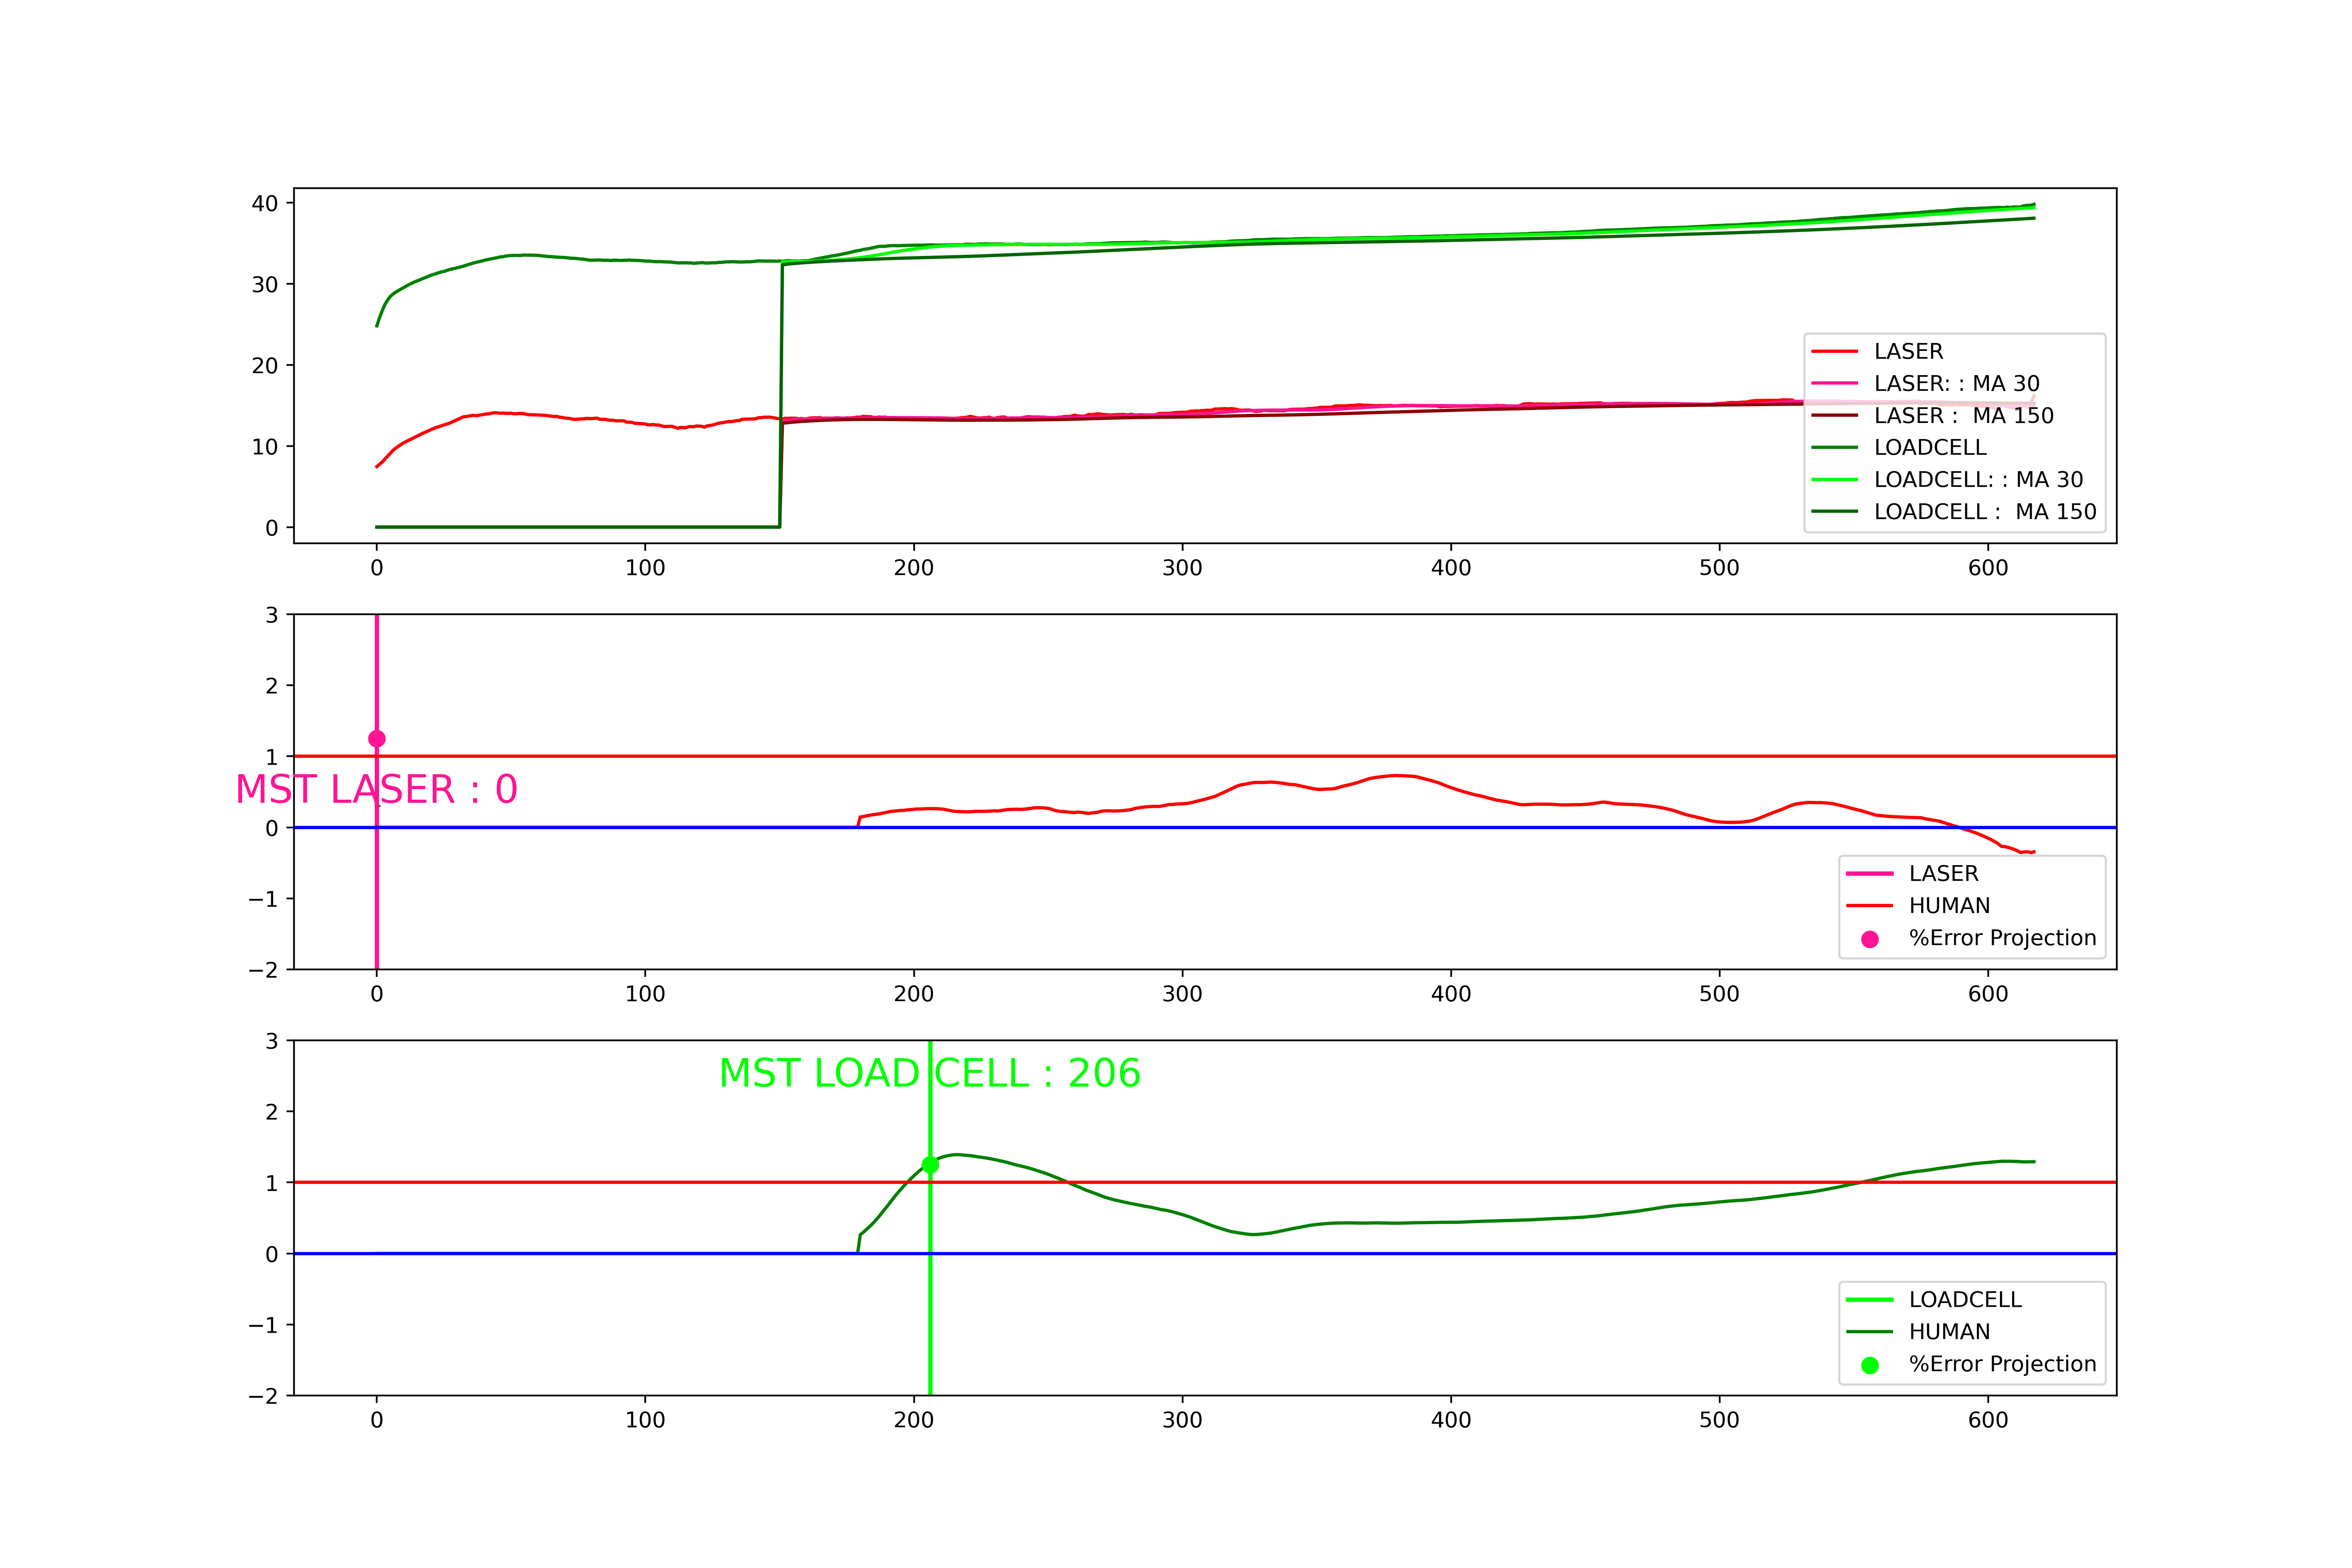 40
30
20
10
0
LASER
LASER: : MA 30
LASER :  MA 150
LOADCELL
LOADCELL: : MA 30
LOADCELL :  MA 150
0 100 200 300 400 500 600
3
2
1
0
−1
−2
MST LASER : 0
LASER
HUMAN
%Error Projection
0 100 200 300 400 500 600
3
2
1
0
−1
−2
MST LOAD CELL : 206
LOADCELL
HUMAN
%Error Projection
0 100 200 300 400 500 600